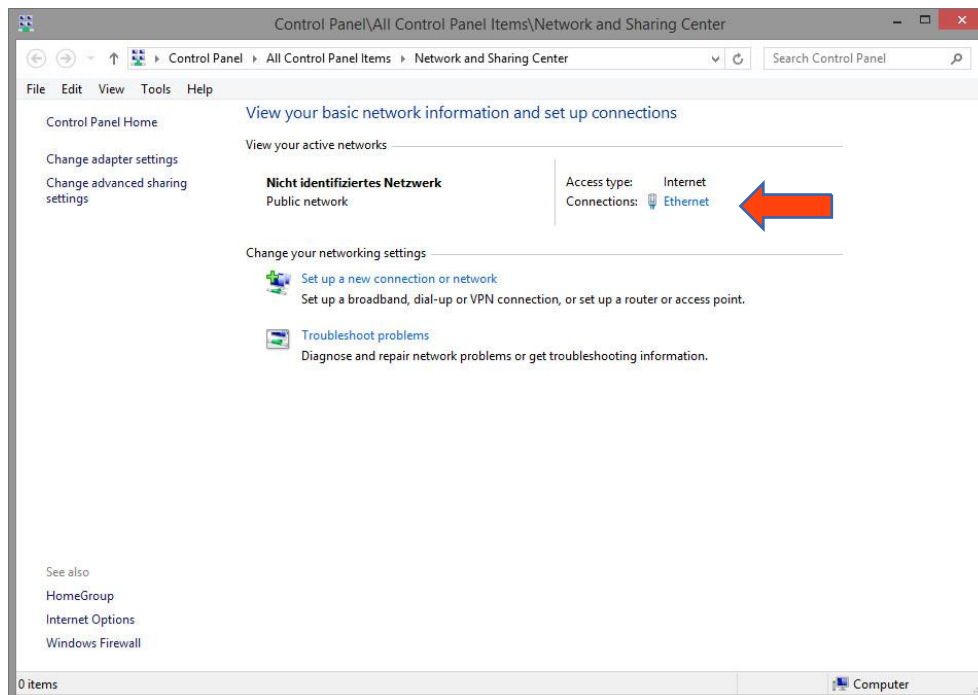 Control Panel\All Control Panel Items\Network and Sharing Center
Control Panel All Control Panel Items Network and Sharing Center
Search Control Panel
File Edit View Tools Help
Control Panel Home
Change adapter settings
Change advanced sharing
settings
View your basic network information and set up connections
View your active networks
Nicht identifiziertes Netzwerk
Public network
Access type: Internet
Connections: Ethernet
Change your networking settings
Set up a new connection or network
Set up a broadband, dial-up or VPN connection, or set up a router or access point.
Troubleshoot problems
Diagnose and repair network problems or get troubleshooting information.
See also
HomeGroup
Internet Options
Windows Firewall
0 items
Computer